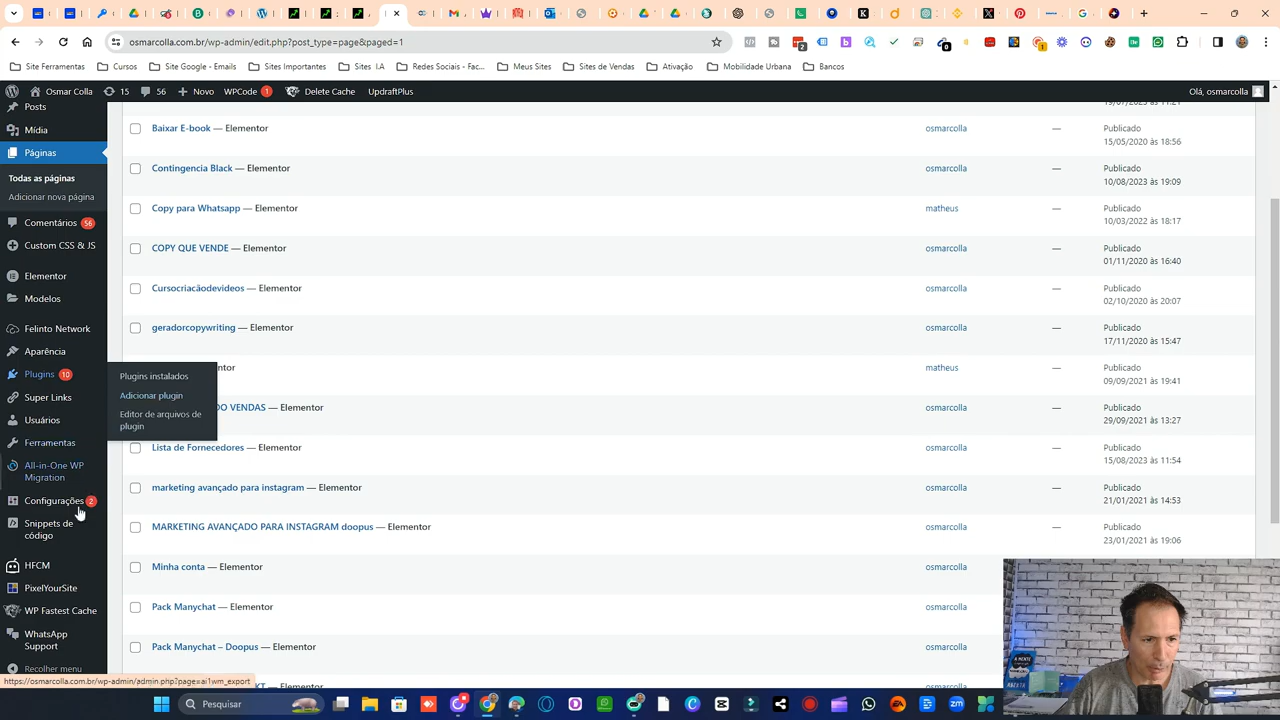 osmarcolla.com.br/wp-admin/edit.php?post_type=page&paged=1
Site Ferramentas
Cursos
Site Google - Emails
Sites Importantes
Sites I.A
Redes Sociais - Fac...
Meus Sites
Sites de Vendas
Ativação
Mobilidade Urbana
Bancos
Osmar Colla 15 56 Novo WPCode 1 Delete Cache UpdraftPlus Olá, osmarcolla
Posts
Mídia
Páginas
Todas as páginas
Adicionar nova página
Comentários 56
Custom CSS & JS
Elementor
Modelos
Felinto Network
Aparência
Plugins 10
Super Links
Usuários
Ferramentas
All-in-One WP
Migration
Configurações 2
Snippets de
código
HFCM
PixelYourSite
WP Fastest Cache
WhatsApp
Support
Recolher menu
Plugins instalados
Adicionar plugin
Editor de arquivos de
plugin
Baixar E-book — Elementor osmarcolla — Publicado
15/05/2020 às 18:56
Contingencia Black — Elementor osmarcolla — Publicado
10/08/2023 às 19:09
Copy para Whatsapp — Elementor matheus — Publicado
10/03/2022 às 18:17
COPY QUE VENDE — Elementor osmarcolla — Publicado
01/11/2020 às 16:40
Cursocriacãodevideos — Elementor osmarcolla — Publicado
02/10/2020 às 20:07
geradorcopywriting — Elementor osmarcolla — Publicado
17/11/2020 às 15:47
matheus — Publicado
09/09/2021 às 19:41
VENDAS — Elementor osmarcolla — Publicado
29/09/2021 às 13:27
Lista de Fornecedores — Elementor osmarcolla — Publicado
15/08/2023 às 11:54
marketing avançado para instagram — Elementor osmarcolla — Publicado
21/01/2021 às 14:53
MARKETING AVANÇADO PARA INSTAGRAM doopus — Elementor osmarcolla — Publicado
23/01/2021 às 19:06
Minha conta — Elementor osmarcolla
Pack Manychat — Elementor osmarcolla
Pack Manychat – Doopus — Elementor osmarcolla
https://osmarcolla.com.br/wp-admin/admin.php?page=ai1wm_export
Pesquisar